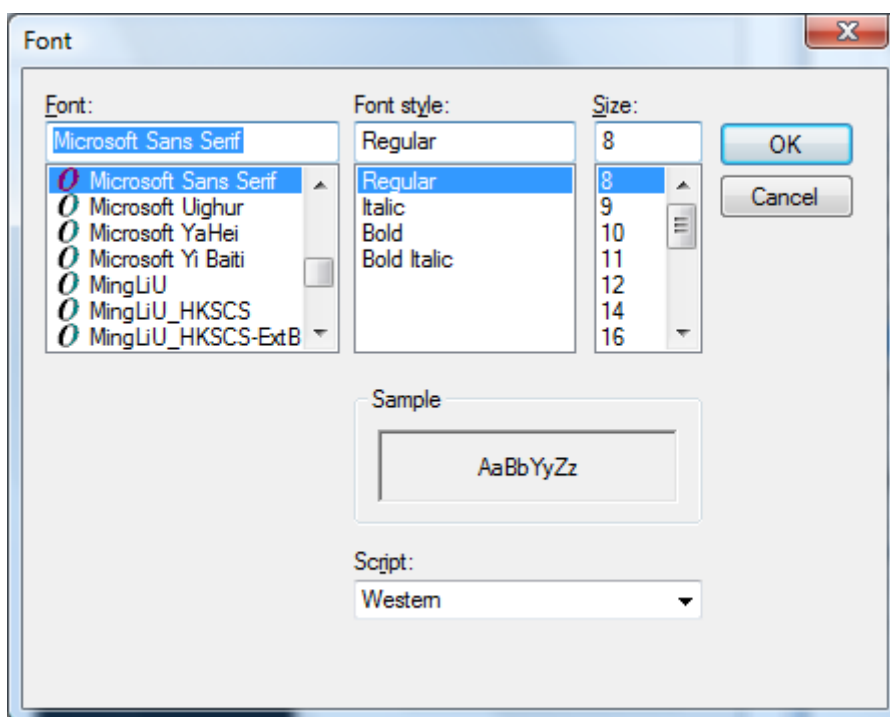 Font
Font:
Microsoft Sans Serif
Microsoft Sans Serif
Microsoft Uighur
Microsoft YaHei
Microsoft Yi Baiti
MingLiU
MingLiU_HKSCS
MingLiU_HKSCS-ExtB
Font style:
Regular
Regular
Italic
Bold
Bold Italic
Size:
8
8
9
10
11
12
14
16
OK
Cancel
Sample
AaBbYyZz
Script:
Western